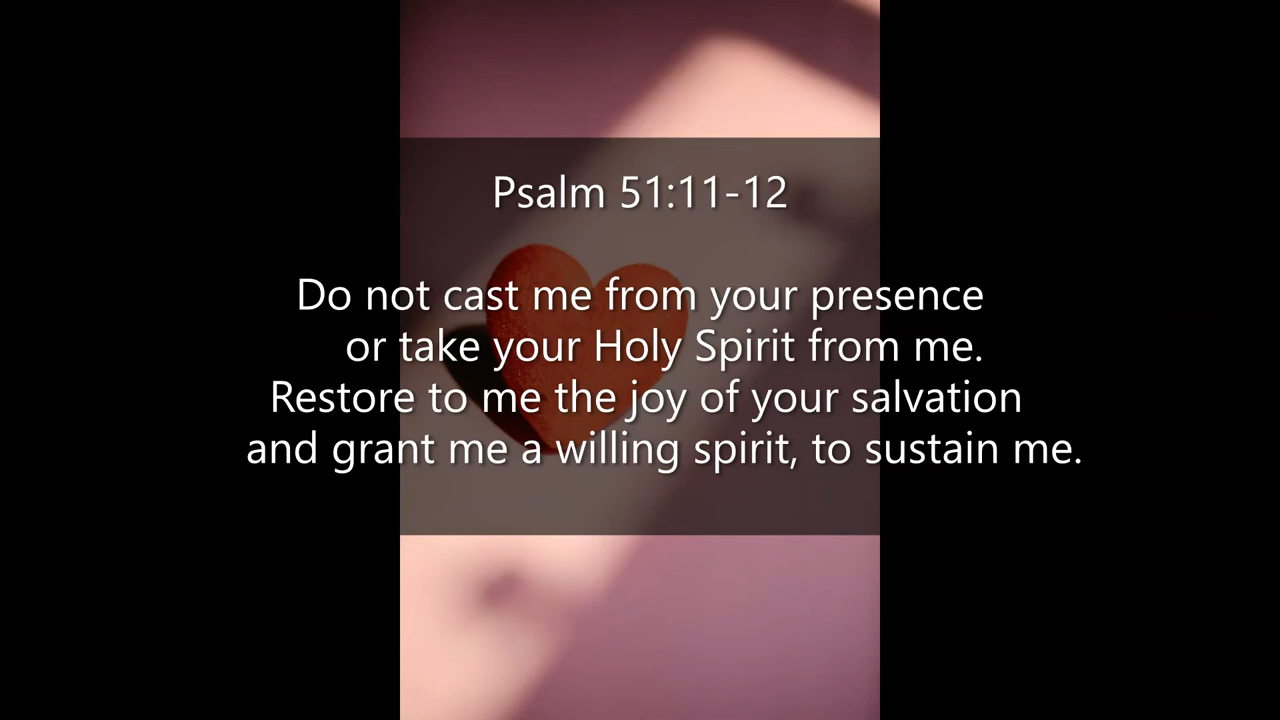 Psalm 51:11-12
Do not cast me from your presence
or take your Holy Spirit from me.
Restore to me the joy of your salvation
and grant me a willing spirit, to sustain me.